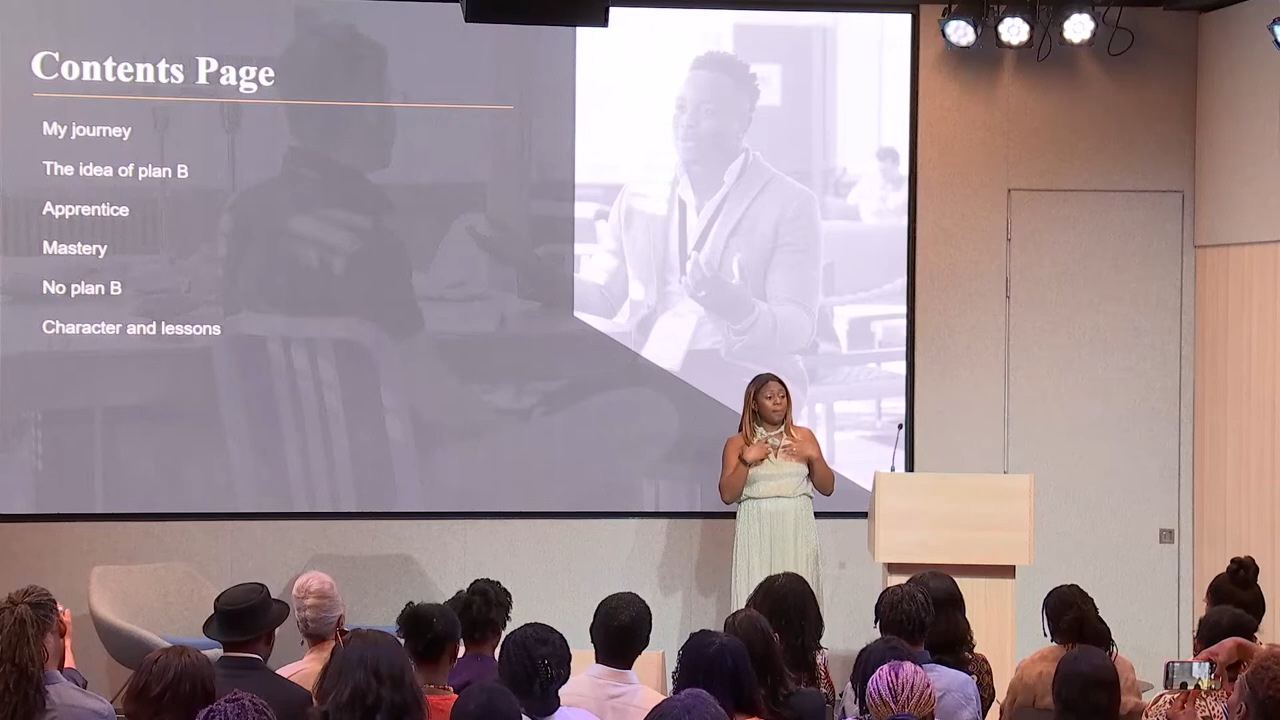 Contents Page
My journey
The idea of plan B
Apprentice
Mastery
No plan B
Character and lessons